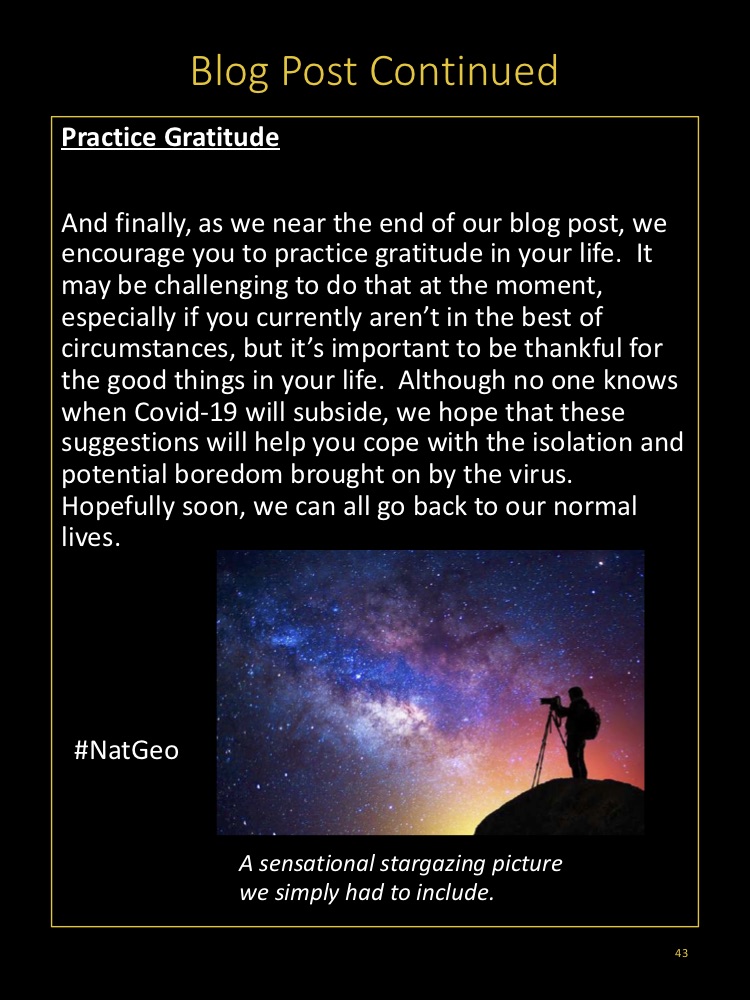 Blog Post Continued
Practice Gratitude
And finally, as we near the end of our blog post, we
encourage you to practice gratitude in your life.  It
may be challenging to do that at the moment,
especially if you currently aren’t in the best of
circumstances, but it’s important to be thankful for
the good things in your life.  Although no one knows
when Covid-19 will subside, we hope that these
suggestions will help you cope with the isolation and
potential boredom brought on by the virus.
Hopefully soon, we can all go back to our normal
lives.
#NatGeo
A sensational stargazing picture
we simply had to include.
43